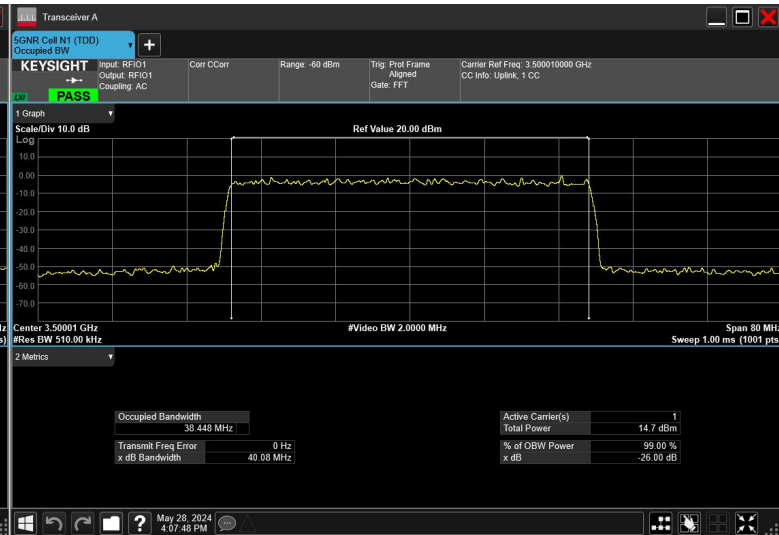 Transceiver A
5GNR Cell N1 (TDD)
Occupied BW
KEYSIGHT
LXI
PASS
Input: RFIO1
Output: RFIO1
Coupling: AC
Corr CCorr
Range: -60 dBm
Trig: Prot Frame
Aligned
Gate: FFT
Carrier Ref Freq: 3.500010000 GHz
CC Info: Uplink, 1 CC
1 Graph
Scale/Div 10.0 dB
Ref Value 20.00 dBm
Log
10.0
0.00
-10.0
-20.0
-30.0
-40.0
-50.0
-60.0
-70.0
Center 3.50001 GHz
#Video BW 2.0000 MHz
Span 80 MHz
#Res BW 510.00 kHz
Sweep 1.00 ms (1001 pts
2 Metrics
Occupied Bandwidth
38.448 MHz
Transmit Freq Error 0 Hz
x dB Bandwidth 40.08 MHz
Active Carrier(s) 1
Total Power 14.7 dBm
% of OBW Power 99.00 %
x dB -26.00 dB
?
May 28, 2024
4:07:48 PM